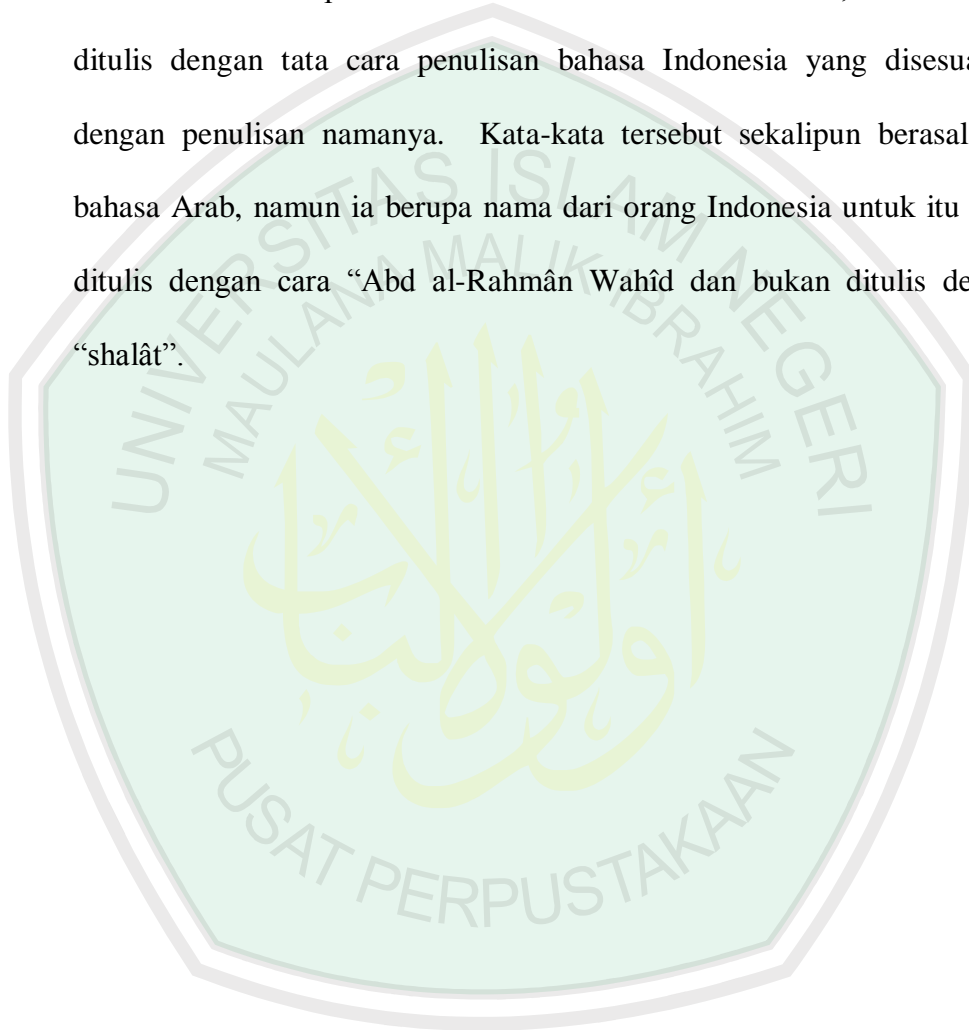 ditulis dengan tata cara penulisan bahasa Indonesia yang disesua
dengan penulisan namanya. Kata-kata tersebut sekalipun berasal
bahasa Arab, namun ia berupa nama dari orang Indonesia untuk itu
ditulis dengan cara “Abd al-Rahmân Wahîd dan bukan ditulis de
“shalât”.
UNIVERSITAS ISLAM NEGERI
MAULANA MALIK IBRAHIM
PUSAT PERPUSTAKAAN